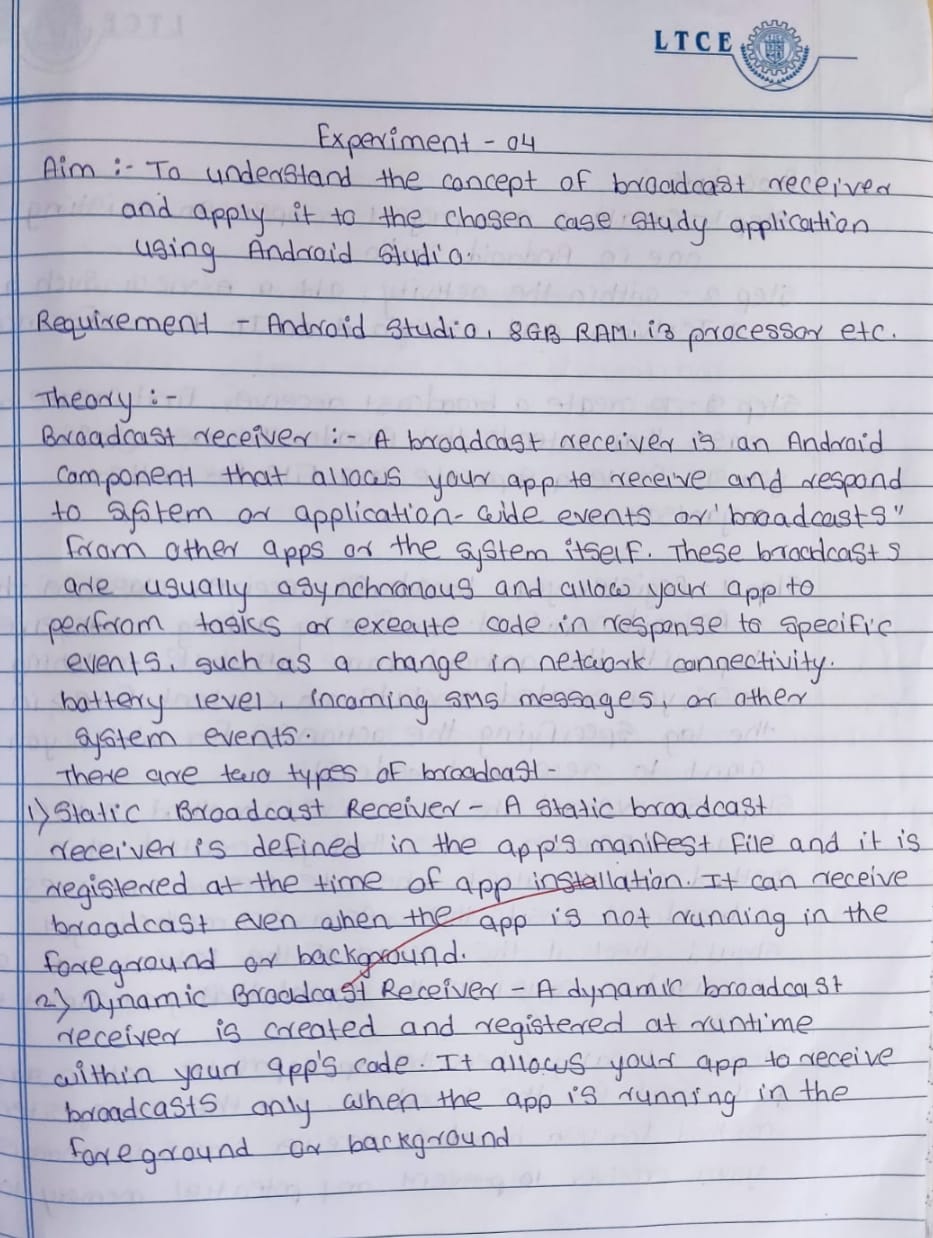 LTCE
Experiment - 04
Aim :- To understand the concept of broadcast receiver
and apply it to the chosen case study application
using Android Studio.
Requirement - Android Studio, 8GB RAM, i3 processor etc.
Theory :-
Broadcast receiver :- A broadcast receiver is an Android
component that allows your app to receive and respond
to system or application-wide events or "broadcasts"
from other apps or the system itself. These broadcasts
are usually asynchronous and allow your app to
perfrom tasks or execute code in response to specific
events, such as a change in network connectivity.
battery level, incoming sms messages, or other
system events.
There are two types of broadcast -
1) Static Broadcast Receiver - A Static broadcast
receiver is defined in the app's manifest file and it is
registered at the time of app installation. It can receive
broadcast even when the app is not running in the
foreground or background.
2) Dynamic Broadcast Receiver - A dynamic broadcast
receiver is created and registered at runtime
within your app's code. It allows your app to receive
broadcasts only when the app is running in the
foreground or background